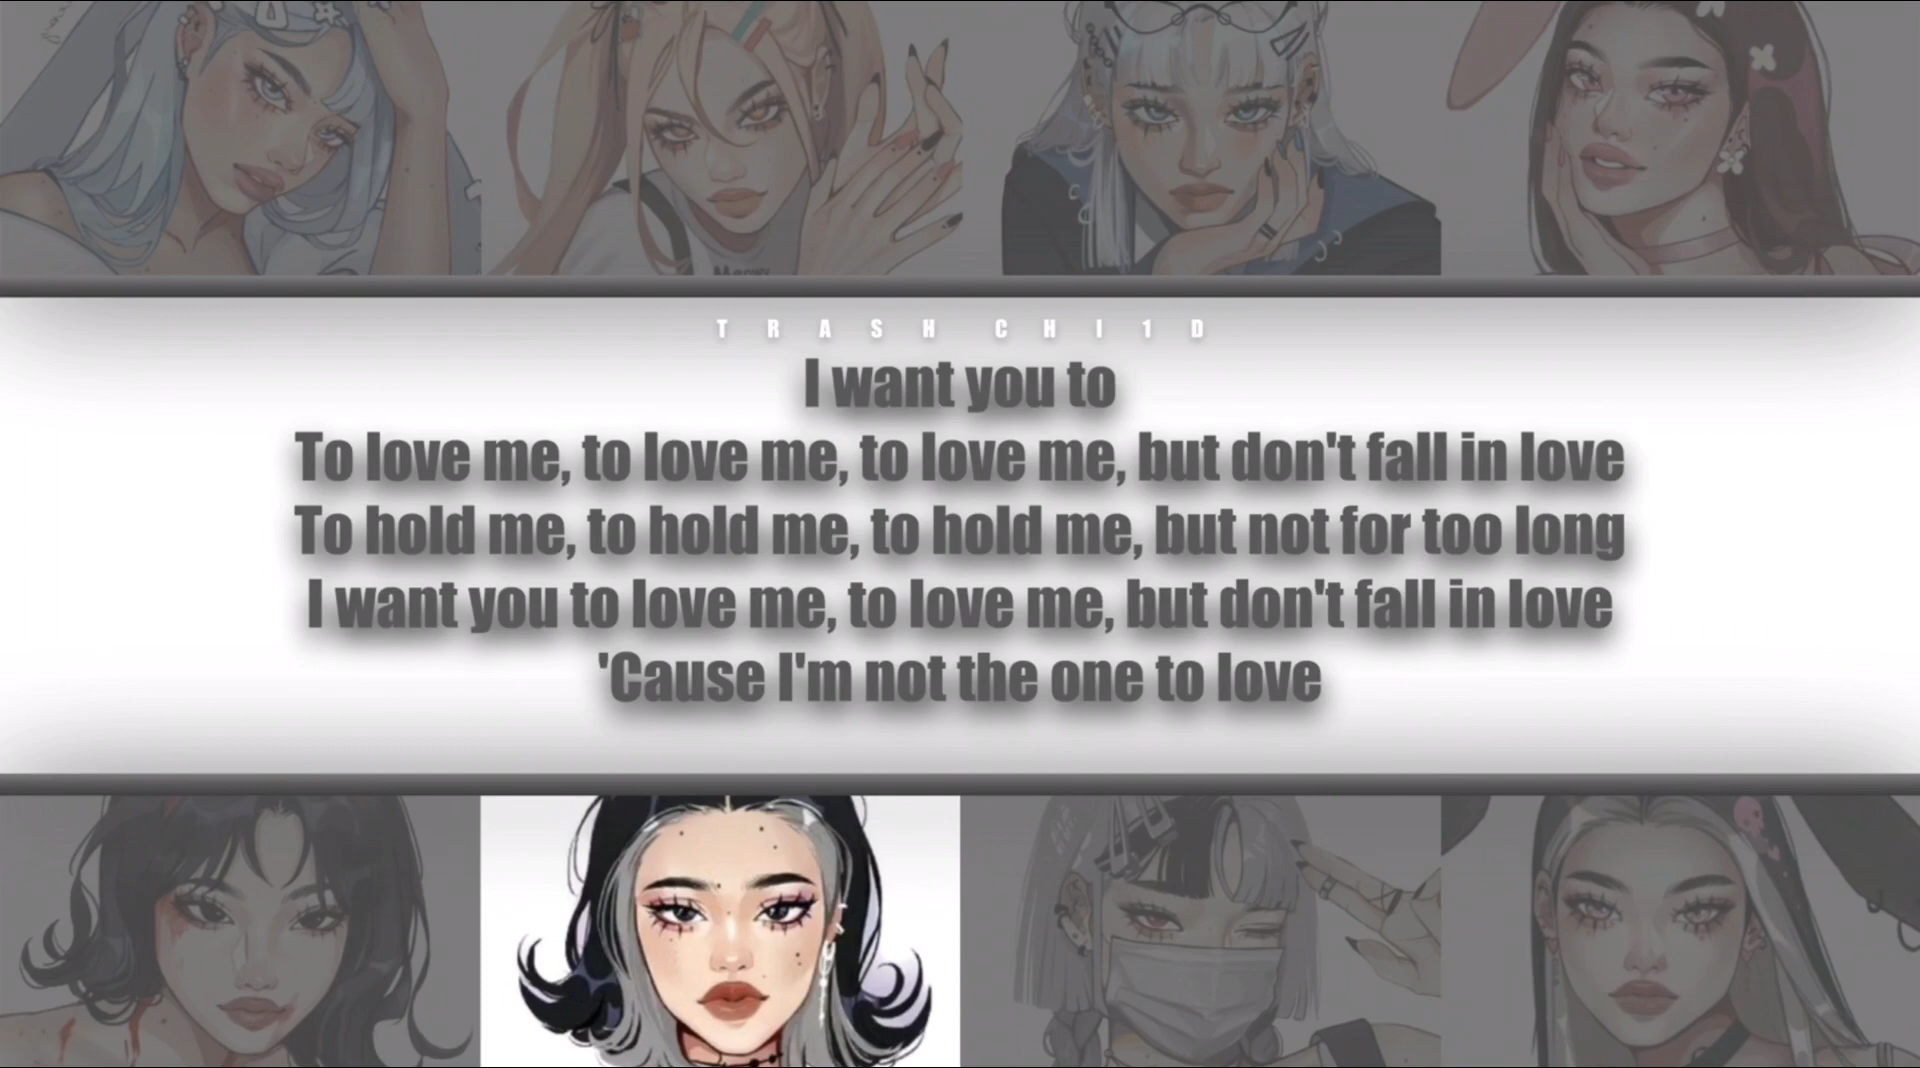 TRASH CHI1D
I want you to
To love me, to love me, to love me, but don't fall in love
To hold me, to hold me, to hold me, but not for too long
I want you to love me, to love me, but don't fall in love
'Cause I'm not the one to love